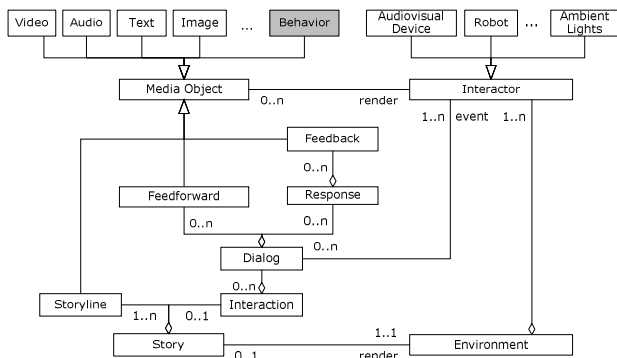 Video
Audio
Text
Image
...
Behavior
Audiovisual
Device
Robot
...
Ambient
Lights
Media Object
Interactor
0..n
render
1..n
event
1..n
Feedback
0..n
Feedforward
Response
0..n
0..n
0..n
Dialog
0..n
Storyline
Interaction
1..n
0..1
Story
1..1
Environment
0..1
render